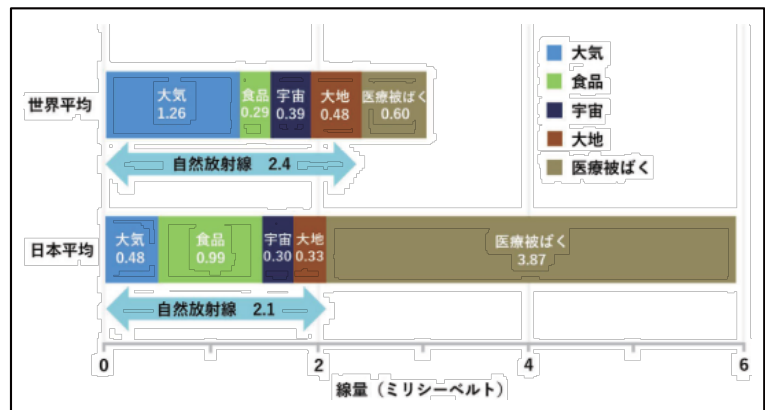 世界平均
大気
1.26
食品
0.29
宇宙
0.39
大地
0.48
医療被ばく
0.60
自然放射線 2.4
大気
食品
宇宙
大地
医療被ばく
日本平均
大気
0.48
食品
0.99
宇宙
0.30
大地
0.33
医療被ばく
3.87
自然放射線 2.1
0
2
4
6
線量（ミリシーベルト）